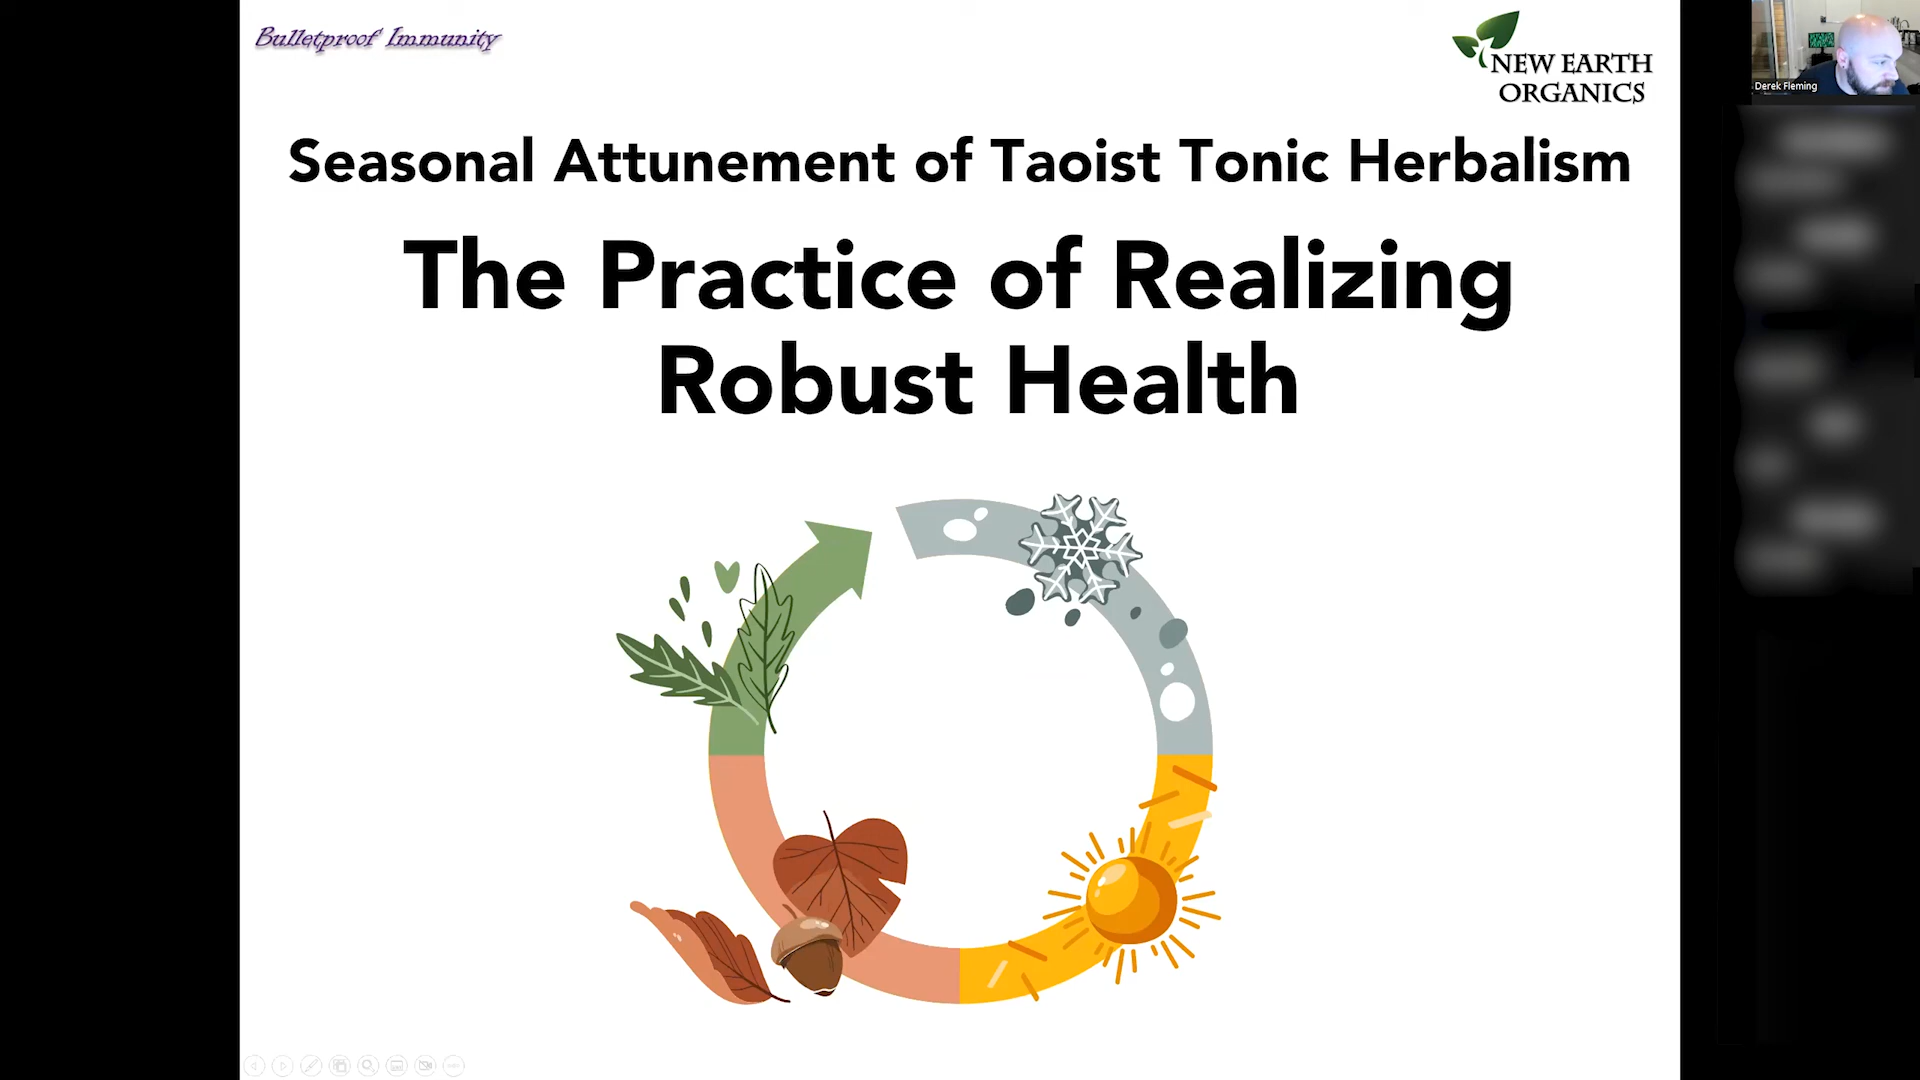 Bulletproof Immunity
NEW EARTH
ORGANICS
Derek Fleming
Seasonal Attunement of Taoist Tonic Herbalism
The Practice of Realizing
Robust Health